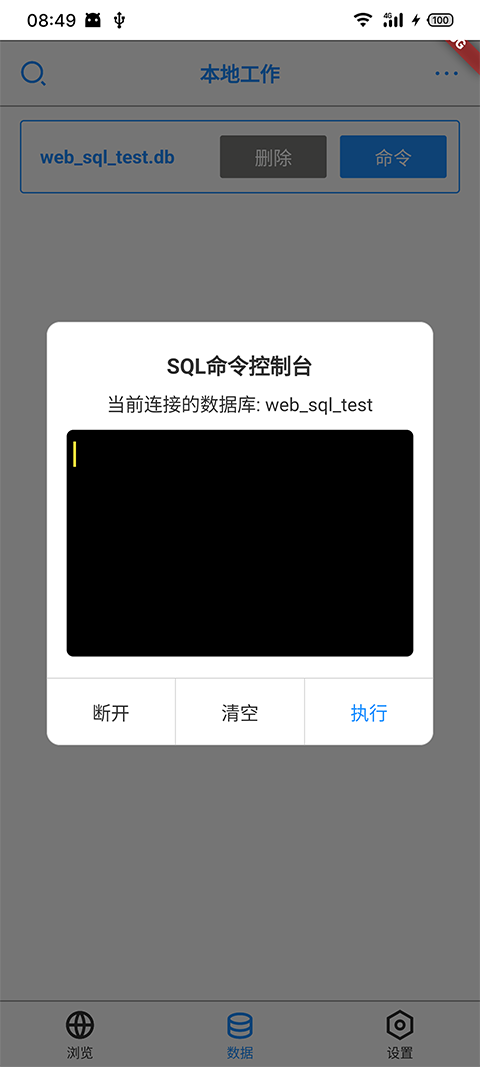 08:49
4G
100
本地工作
web_sql_test.db
删除
命令
SQL命令控制台
当前连接的数据库: web_sql_test
断开
清空
执行
浏览
数据
设置